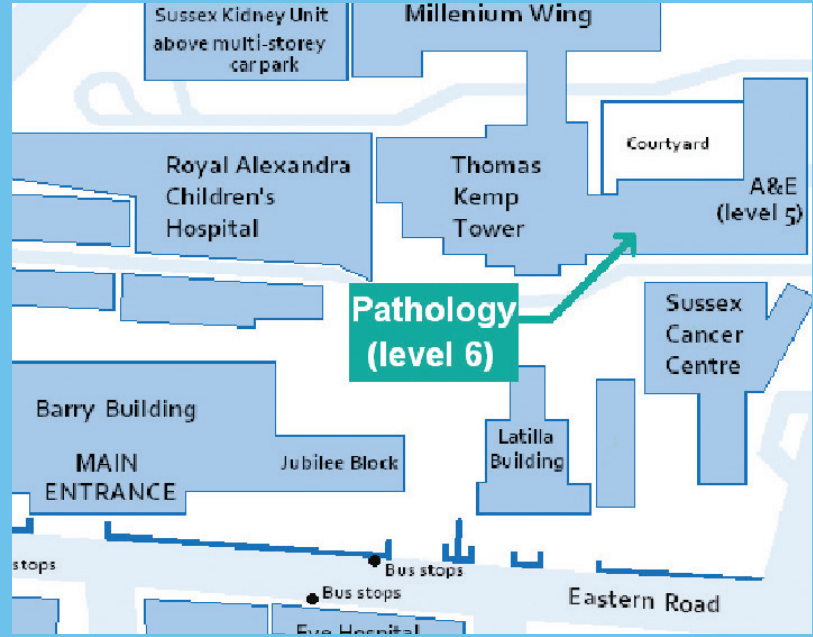 Sussex Kidney Unit
above multi-storey
car park
Millenium Wing
Royal Alexandra
Children's
Hospital
Thomas
Kemp
Tower
Courtyard
A&E
(level 5)
Pathology
(level 6)
Sussex
Cancer
Centre
Barry Building
MAIN
ENTRANCE
Jubilee Block
Latilla
Building
stops
Bus stops
Bus stops
Eastern Road
Eye Hospital